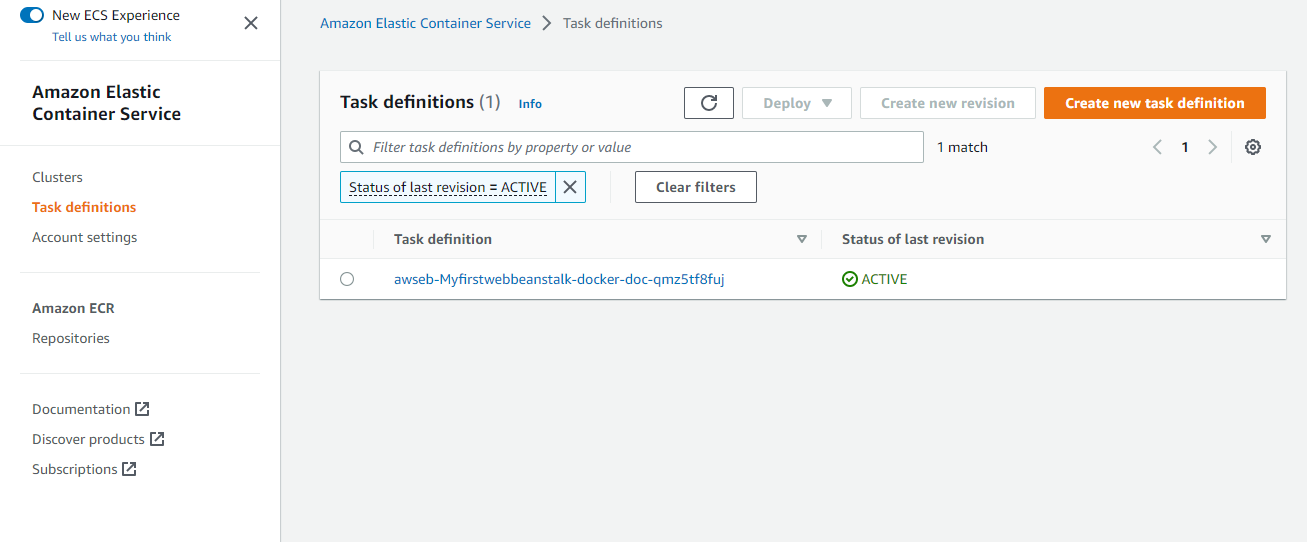 New ECS Experience
Tell us what you think
Amazon Elastic
Container Service
Clusters
Task definitions
Account settings
Amazon ECR
Repositories
Documentation
Discover products
Subscriptions
Amazon Elastic Container Service > Task definitions
Task definitions (1) Info
Deploy
Create new revision
Create new task definition
Filter task definitions by property or value
1 match
1
Status of last revision = ACTIVE
Clear filters
Task definition
Status of last revision
awseb-Myfirstwebbeanstalk-docker-doc-qmz5tf8fuj
ACTIVE